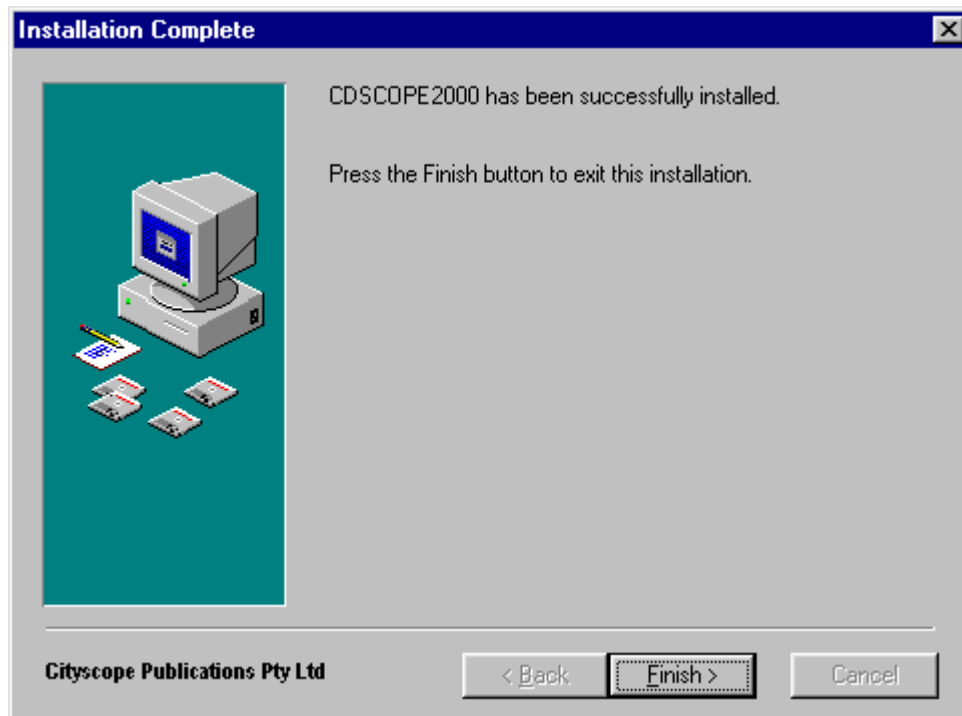 Installation Complete
CDSCOPE2000 has been successfully installed.
Press the Finish button to exit this installation.
Cityscope Publications Pty Ltd
< Back
Finish >
Cancel